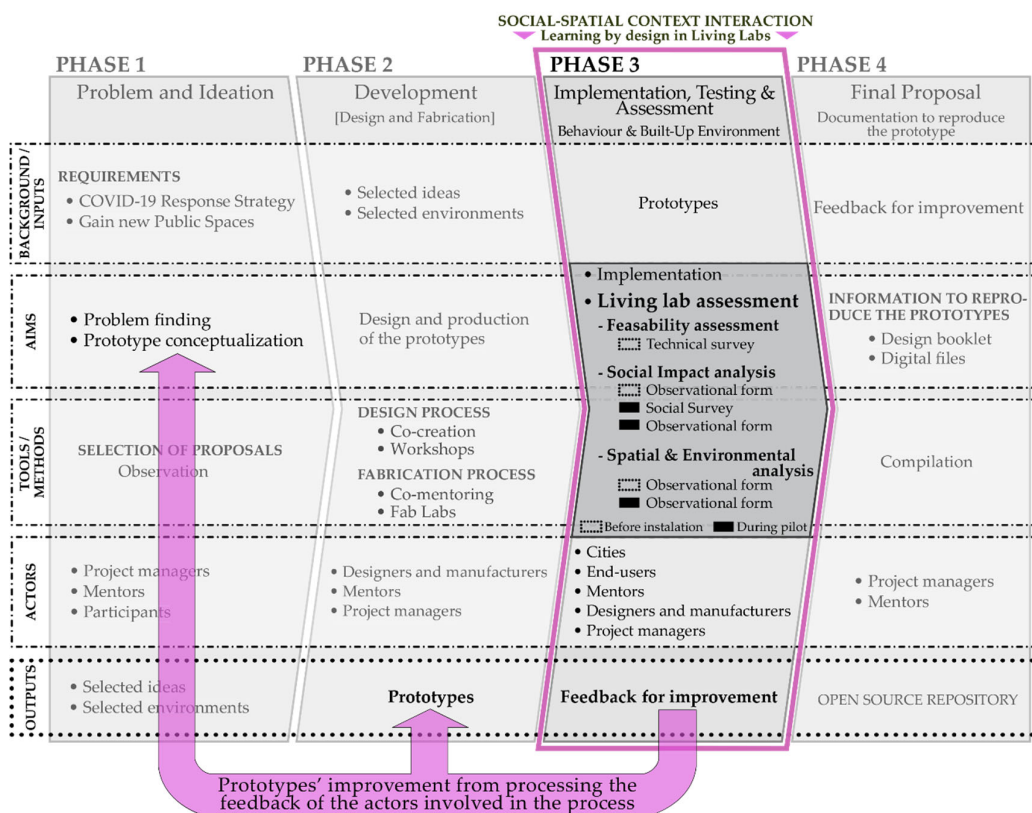 SOCIAL-SPATIAL CONTEXT INTERACTION
Learning by design in Living Labs
PHASE 1
Problem and Ideation
PHASE 2
Development
[Design and Fabrication]
PHASE 3
Implementation, Testing &
Assessment
Behaviour & Built-Up Environment
PHASE 4
Final Proposal
Documentation to reproduce
the prototype
BACKGROUND /
INPUTS
REQUIREMENTS
• COVID-19 Response Strategy
• Gain new Public Spaces
• Selected ideas
• Selected environments
Prototypes
Feedback for improvement
AIMS
• Problem finding
• Prototype conceptualization
Design and production
of the prototypes
• Implementation
• Living lab assessment
- Feasability assessment
Technical survey
- Social Impact analysis
Observational form
Social Survey
Observational form
- Spatial & Environmental
analysis
Observational form
Observational form
Before instalation
During pilot
INFORMATION TO REPRO-
DUCE THE PROTOTYPES
• Design booklet
• Digital files
TOOLS/
METHODS
SELECTION OF PROPOSALS
Observation
DESIGN PROCESS
• Co-creation
• Workshops
FABRICATION PROCESS
• Co-mentoring
• Fab Labs
Compilation
ACTORS
• Project managers
• Mentors
• Participants
• Designers and manufacturers
• Mentors
• Project managers
• Cities
• End-users
• Mentors
• Designers and manufacturers
• Project managers
• Project managers
• Mentors
OUTPUTS
• Selected ideas
• Selected environments
Prototypes
Feedback for improvement
OPEN SOURCE REPOSITORY
Prototypes' improvement from processing the
feedback of the actors involved in the process